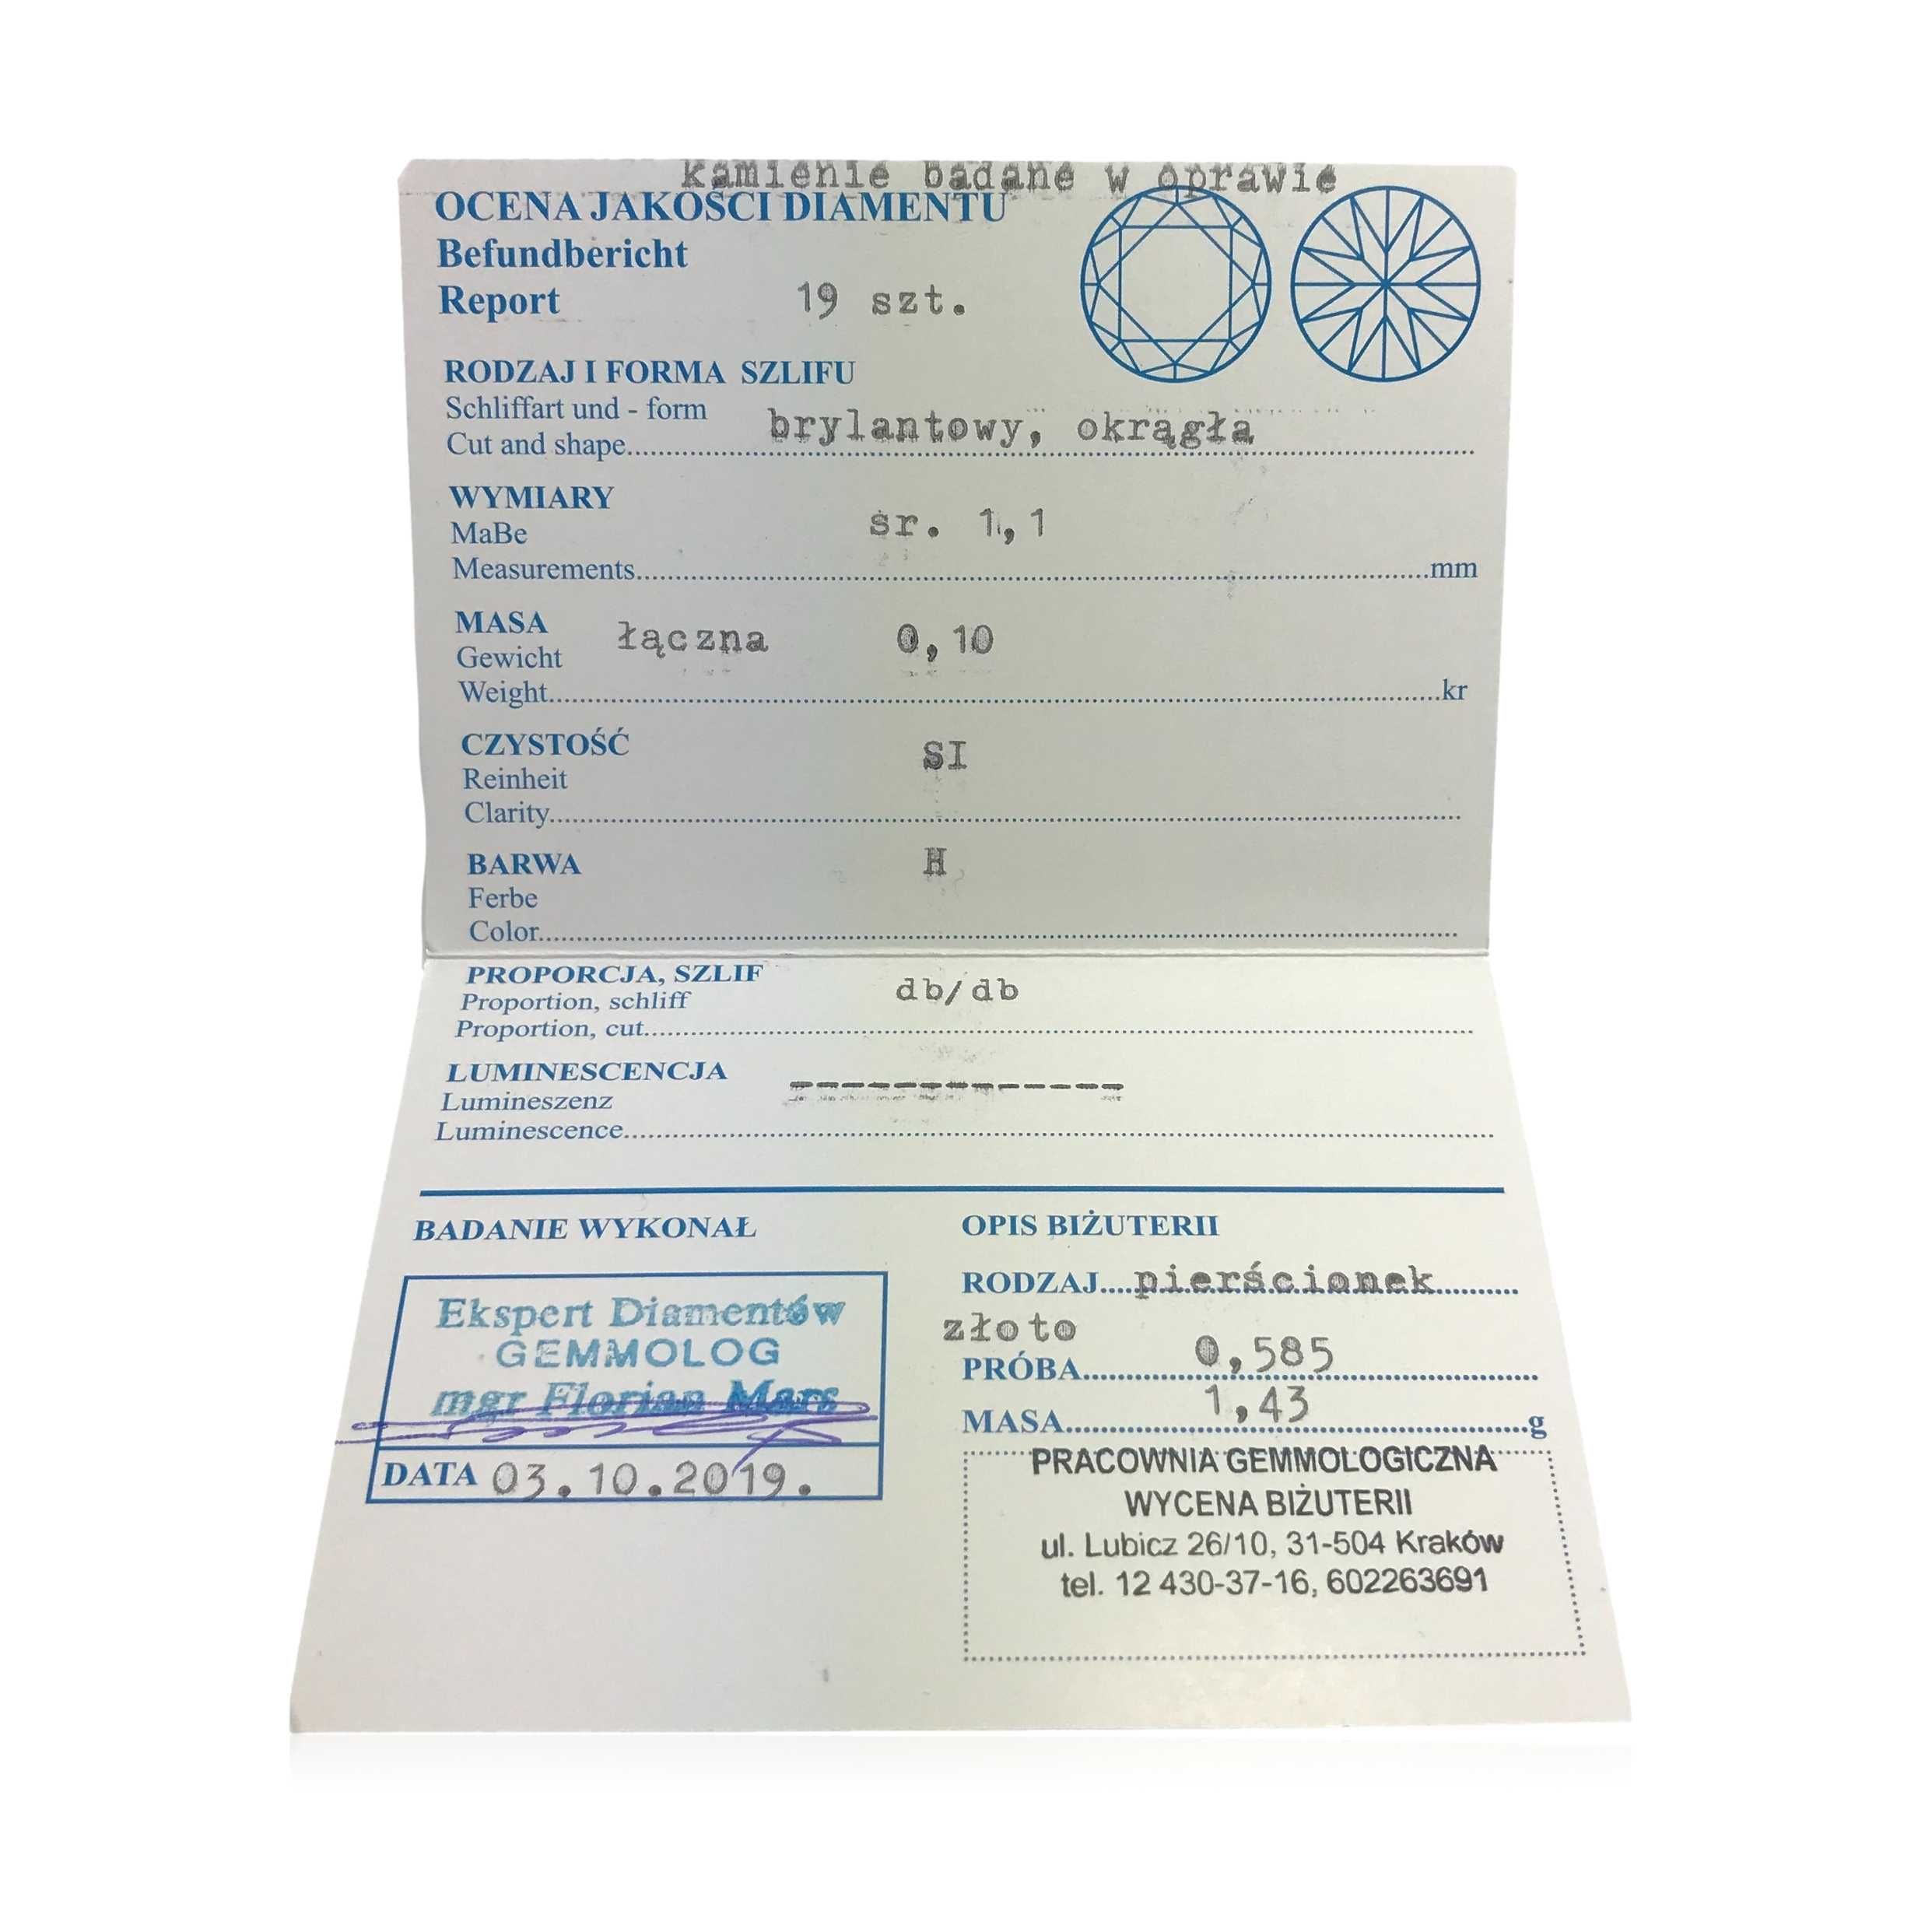 kamienie badane w oprawie
OCENA JAKOŚCI DIAMENTU
Befundbericht
Report 19 szt.
RODZAJ I FORMA SZLIFU
Schliffart und - form
brylantowy, okrągła
Cut and shape
WYMIARY
śr. 1,1
MaBe
Measurements mm
MASA łączna 0,10
Gewicht
Weight kr
CZYSTOŚĆ SI
Reinheit
Clarity
BARWA H
Ferbe
Color
PROPORCJA, SZLIF db/db
Proportion, schliff
Proportion, cut
LUMINESCENCJA -------------
Lumineszenz
Luminescence
BADANIE WYKONAŁ
Ekspert Diamentów
GEMMOLOG
mgr Florian Mars
DATA 03.10.2019.
OPIS BIŻUTERII
RODZAJ pierścionek
złoto
PRÓBA 0,585
MASA 1,43 g
PRACOWNIA GEMMOLOGICZNA
WYCENA BIŻUTERII
ul. Lubicz 26/10, 31-504 Kraków
tel. 12 430-37-16, 602263691